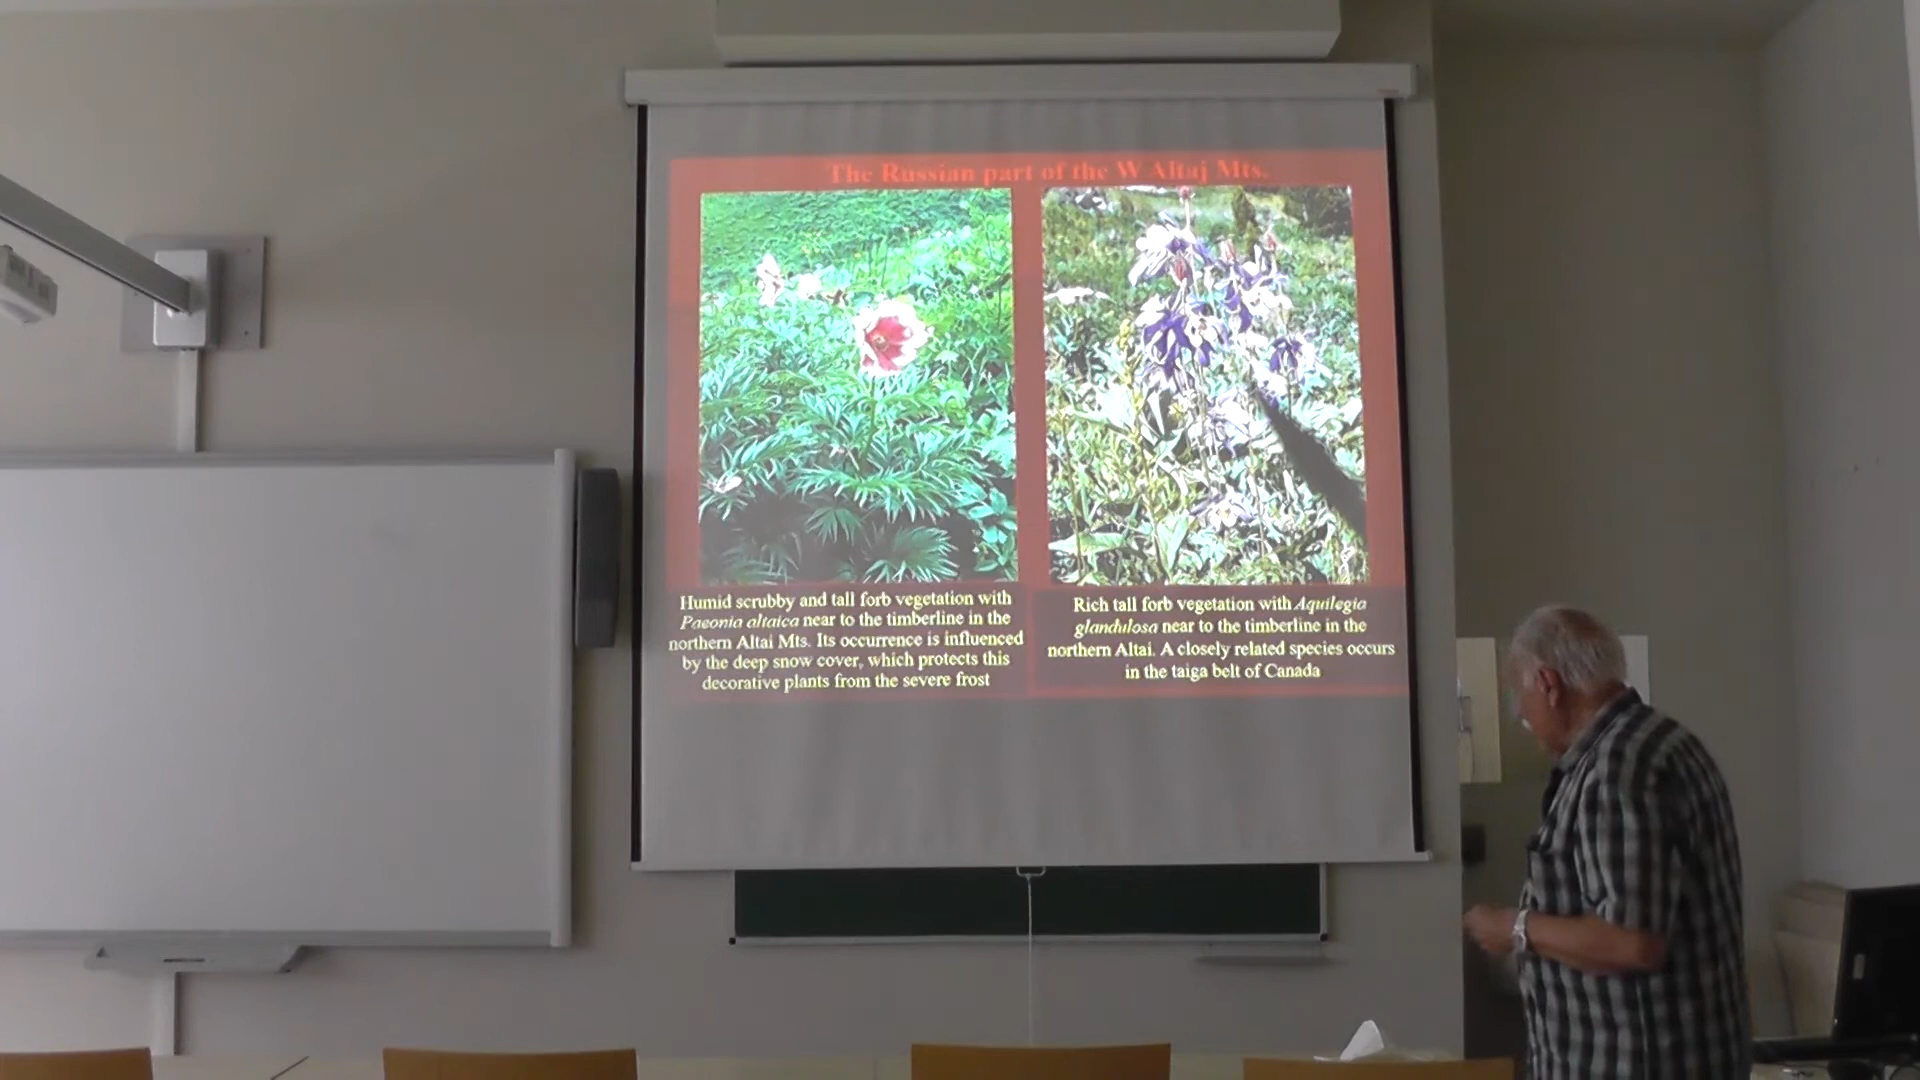 The Russian part of the W Altaj Mts.
Humid scrubby and tall forb vegetation with
Paeonia altaica near to the timberline in the
northern Altai Mts. Its occurrence is influenced
by the deep snow cover, which protects this
decorative plants from the severe frost
Rich tall forb vegetation with Aquilegia
glandulosa near to the timberline in the
northern Altai. A closely related species occurs
in the taiga belt of Canada